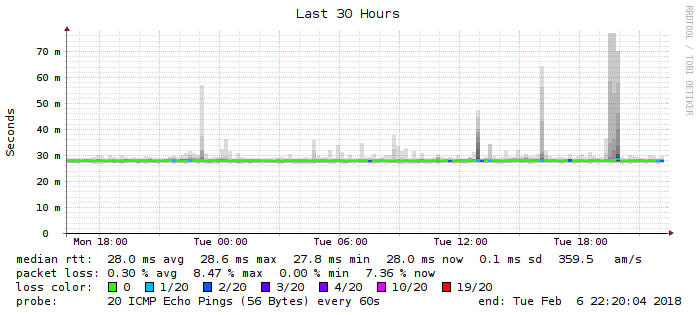 Last 30 Hours
RRDTOOL / TOBI OETIKER
Seconds
70 m
60 m
50 m
40 m
30 m
20 m
10 m
0
Mon 18:00 Tue 00:00 Tue 06:00 Tue 12:00 Tue 18:00
median rtt: 28.0 ms avg 28.6 ms max 27.8 ms min 28.0 ms now 0.1 ms sd 359.5 am/s
packet loss: 0.30 % avg 8.47 % max 0.00 % min 7.36 % now
loss color: 0 1/20 2/20 3/20 4/20 10/20 19/20
probe: 20 ICMP Echo Pings (56 Bytes) every 60s end: Tue Feb 6 22:20:04 2018